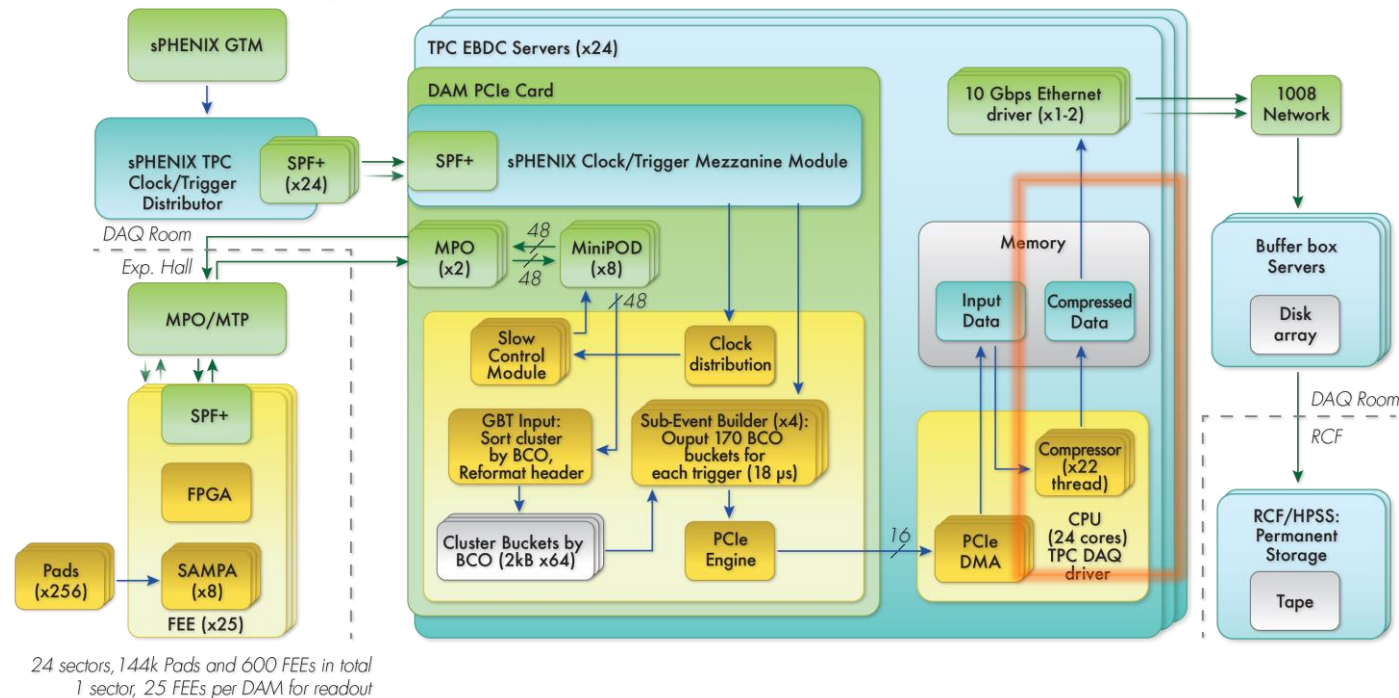 sPHENIX GTM
sPHENIX TPC
Clock/Trigger
Distributor
SPF+
(x24)
DAQ Room
Exp. Hall
MPO/MTP
SPF+
FPGA
Pads
(x256)
SAMPA
(x8)
FEE (x25)
24 sectors, 144k Pads and 600 FEEs in total
1 sector, 25 FEEs per DAM for readout
TPC EBDC Servers (x24)
DAM PCIe Card
SPF+
sPHENIX Clock/Trigger Mezzanine Module
MPO
(x2)
48
48
MiniPOD
(x8)
48
Slow
Control
Module
Clock
distribution
GBT Input:
Sort cluster
by BCO,
Reformat header
Sub-Event Builder (x4):
Ouput 170 BCO
buckets for
each trigger (18 µs)
Cluster Buckets by
BCO (2kB x64)
PCIe
Engine
16
10 Gbps Ethernet
driver (x1-2)
Memory
Input
Data
Compressed
Data
Compressor
(x22
thread)
PCIe
DMA
CPU
(24 cores)
TPC DAQ
driver
1008
Network
Buffer box
Servers
Disk
array
DAQ Room
RCF
RCF/HPSS:
Permanent
Storage
Tape